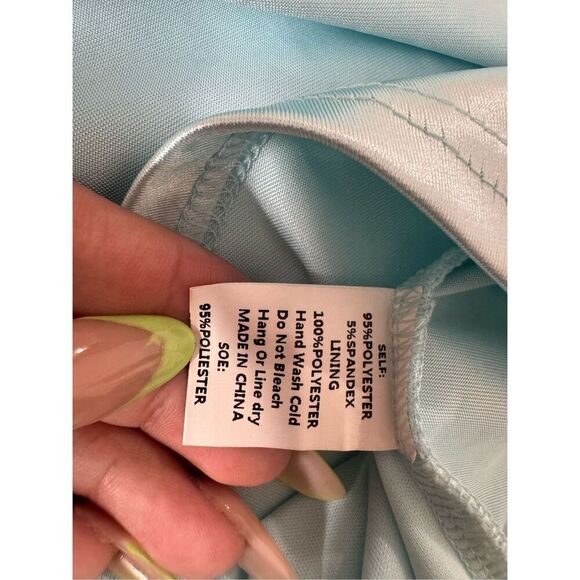 SELF:
95%POLYESTER
5%SPANDEX
LINING
100%POLYESTER
Hand Wash Cold
Do Not Bleach
Hang Or Line dry
MADE IN CHINA
SOE:
95%POLIESTER